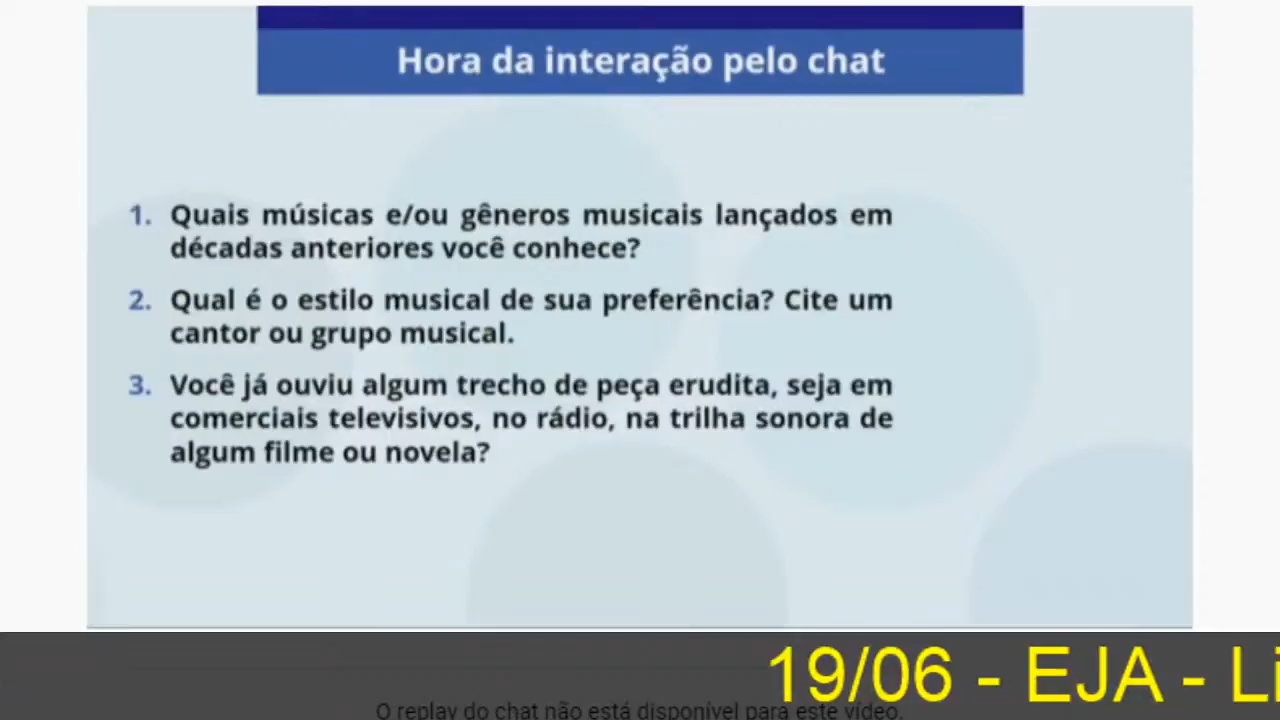 Hora da interação pelo chat
1. Quais músicas e/ou gêneros musicais lançados em
décadas anteriores você conhece?
2. Qual é o estilo musical de sua preferência? Cite um
cantor ou grupo musical.
3. Você já ouviu algum trecho de peça erudita, seja em
comerciais televisivos, no rádio, na trilha sonora de
algum filme ou novela?
19/06 - EJA - Li
O replay do chat não está disponível para este vídeo.